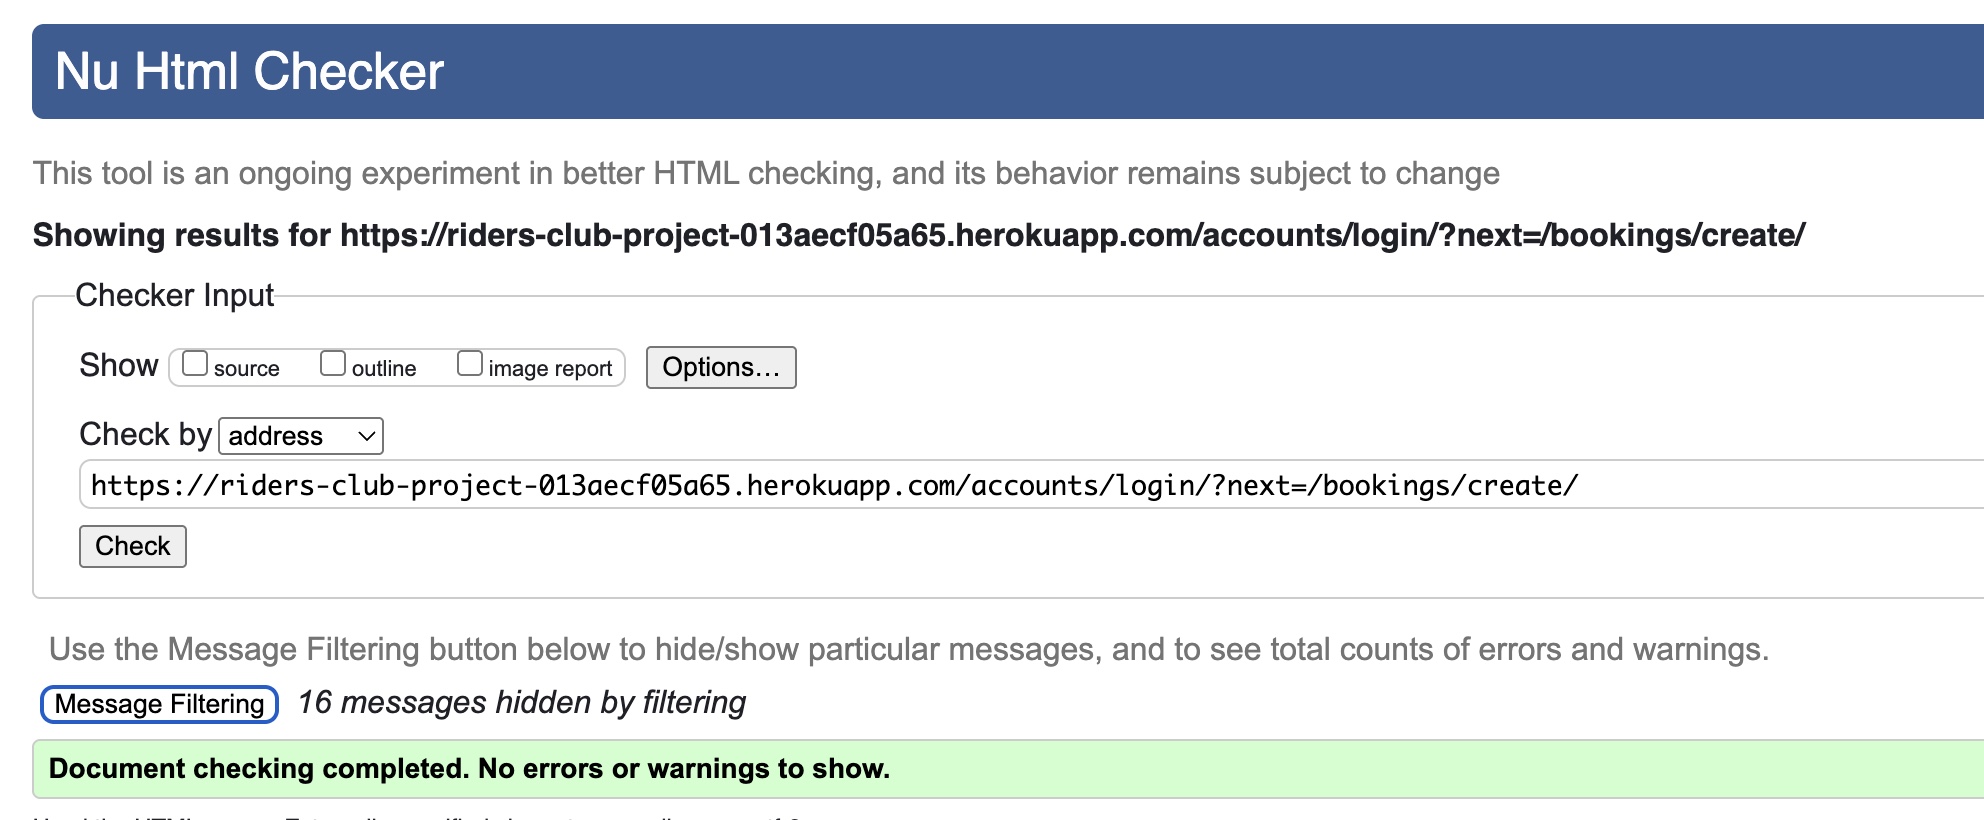 Nu Html Checker
This tool is an ongoing experiment in better HTML checking, and its behavior remains subject to change
Showing results for https://riders-club-project-013aecf05a65.herokuapp.com/accounts/login/?next=/bookings/create/
Checker Input
Show source outline image report Options...
Check by address
https://riders-club-project-013aecf05a65.herokuapp.com/accounts/login/?next=/bookings/create/
Check
Use the Message Filtering button below to hide/show particular messages, and to see total counts of errors and warnings.
Message Filtering 16 messages hidden by filtering
Document checking completed. No errors or warnings to show.